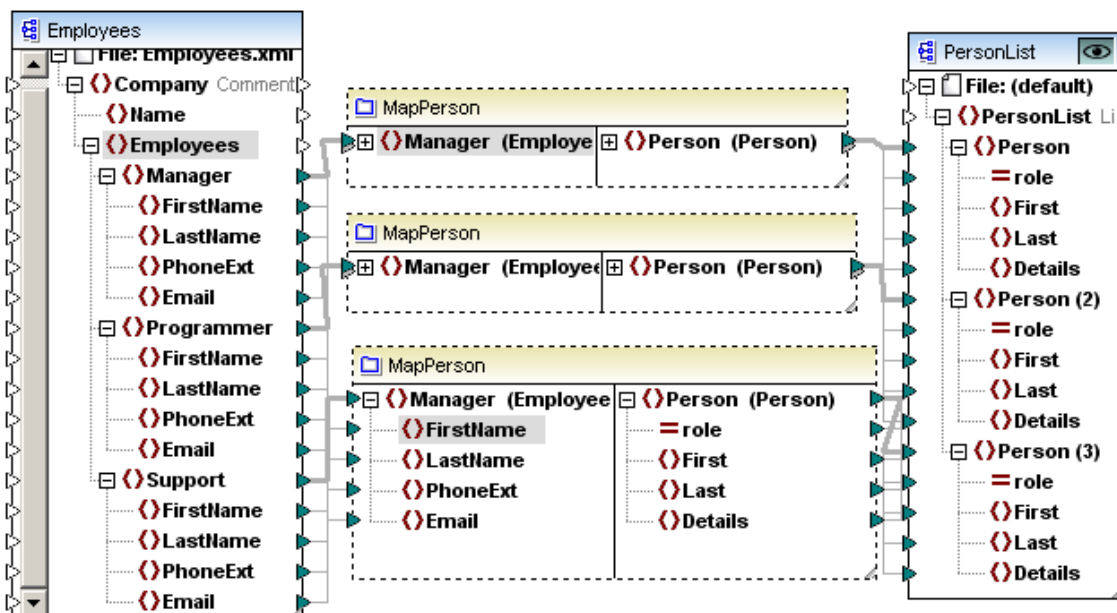 Employees
File: Employees.xml
Company Comment
Name
Employees
Manager
FirstName
LastName
PhoneExt
Email
Programmer
FirstName
LastName
PhoneExt
Email
Support
FirstName
LastName
PhoneExt
Email
MapPerson
Manager (Employe Person (Person)
MapPerson
Manager (Employee Person (Person)
MapPerson
Manager (Employee Person (Person)
FirstName role
LastName First
PhoneExt Last
Email Details
PersonList
File: (default)
PersonList Li
Person
role
First
Last
Details
Person (2)
role
First
Last
Details
Person (3)
role
First
Last
Details